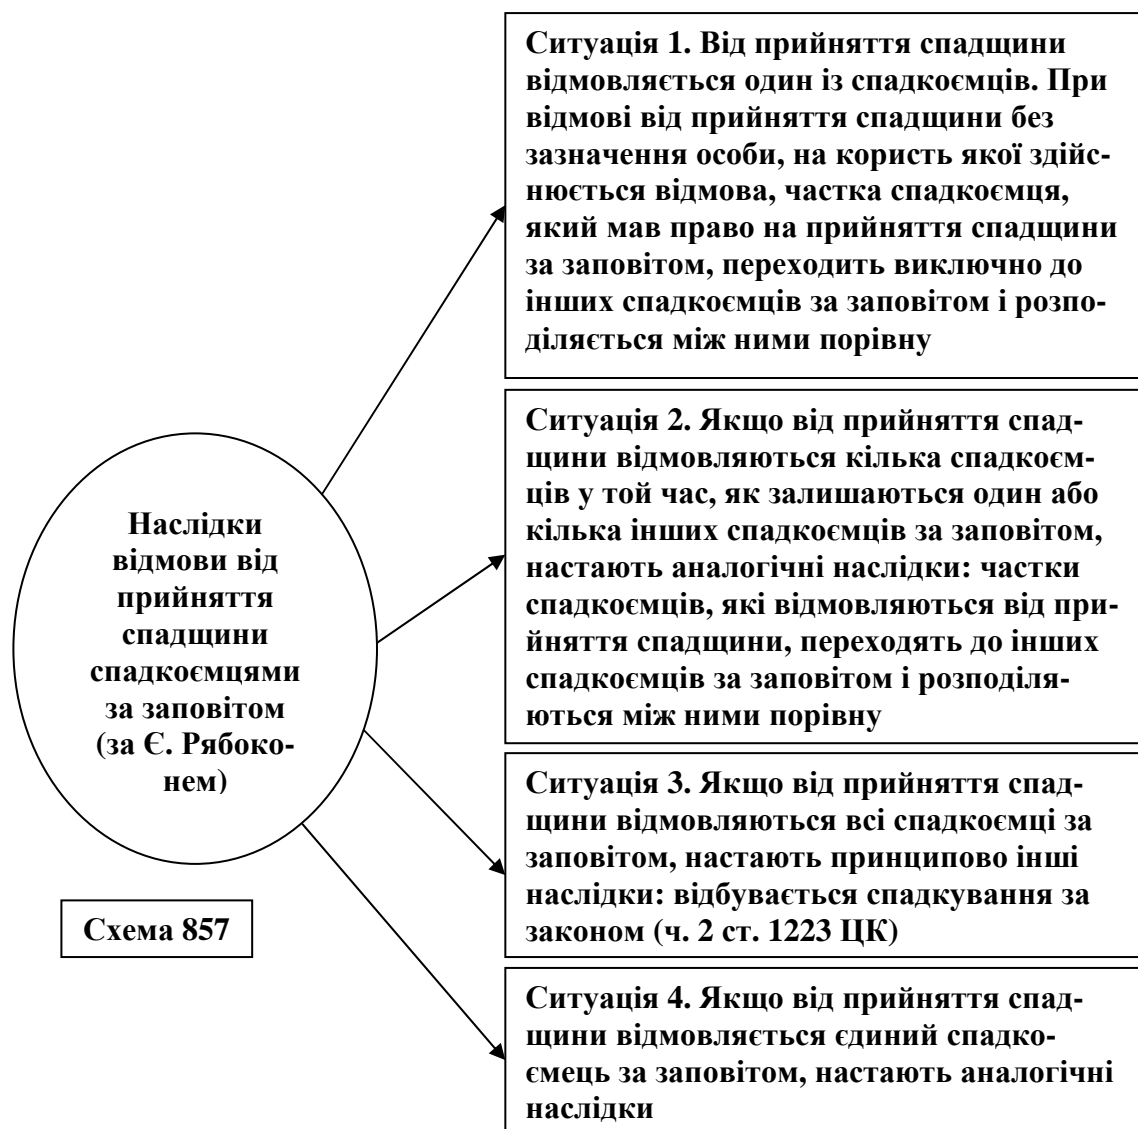 Ситуація 1. Від прийняття спадщини
відмовляється один із спадкоємців. При
відмові від прийняття спадщини без
зазначення особи, на користь якої здійс-
нюється відмова, частка спадкоємця,
який мав право на прийняття спадщини
за заповітом, переходить виключно до
інших спадкоємців за заповітом і розпо-
діляється між ними порівну
Ситуація 2. Якщо від прийняття спад-
щини відмовляються кілька спадкоєм-
ців у той час, як залишаються один або
кілька інших спадкоємців за заповітом,
настають аналогічні наслідки: частки
спадкоємців, які відмовляються від при-
йняття спадщини, переходять до інших
спадкоємців за заповітом і розподіля-
ються між ними порівну
Наслідки
відмови від
прийняття
спадщини
спадкоємцями
за заповітом
(за Є. Рябоко-
нем)
Ситуація 3. Якщо від прийняття спад-
щини відмовляються всі спадкоємці за
заповітом, настають принципово інші
наслідки: відбувається спадкування за
законом (ч. 2 ст. 1223 ЦК)
Схема 857
Ситуація 4. Якщо від прийняття спад-
щини відмовляється єдиний спадко-
ємець за заповітом, настають аналогічні
наслідки